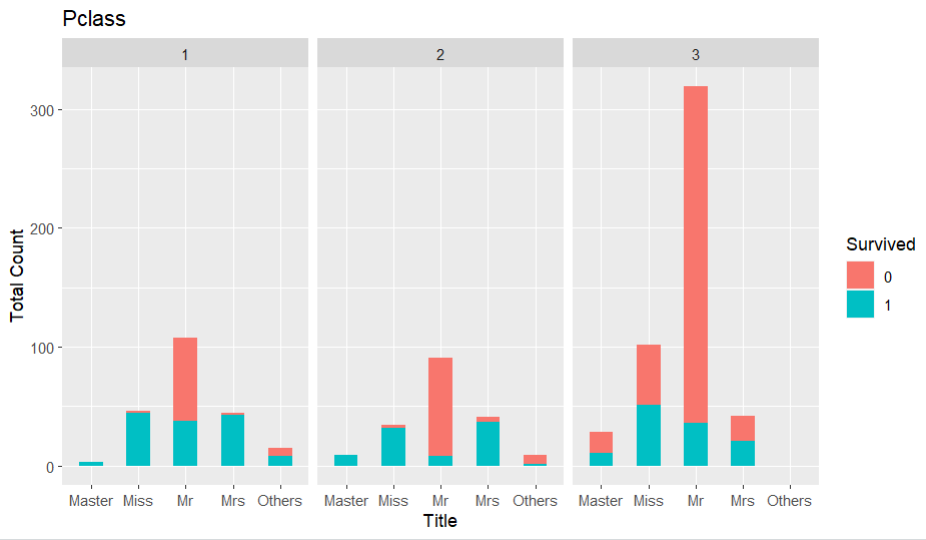 Pclass
1 2 3
300
200
100
0
Total Count
Master Miss Mr Mrs Others Master Miss Mr Mrs Others Master Miss Mr Mrs Others
Title
Survived
0
1